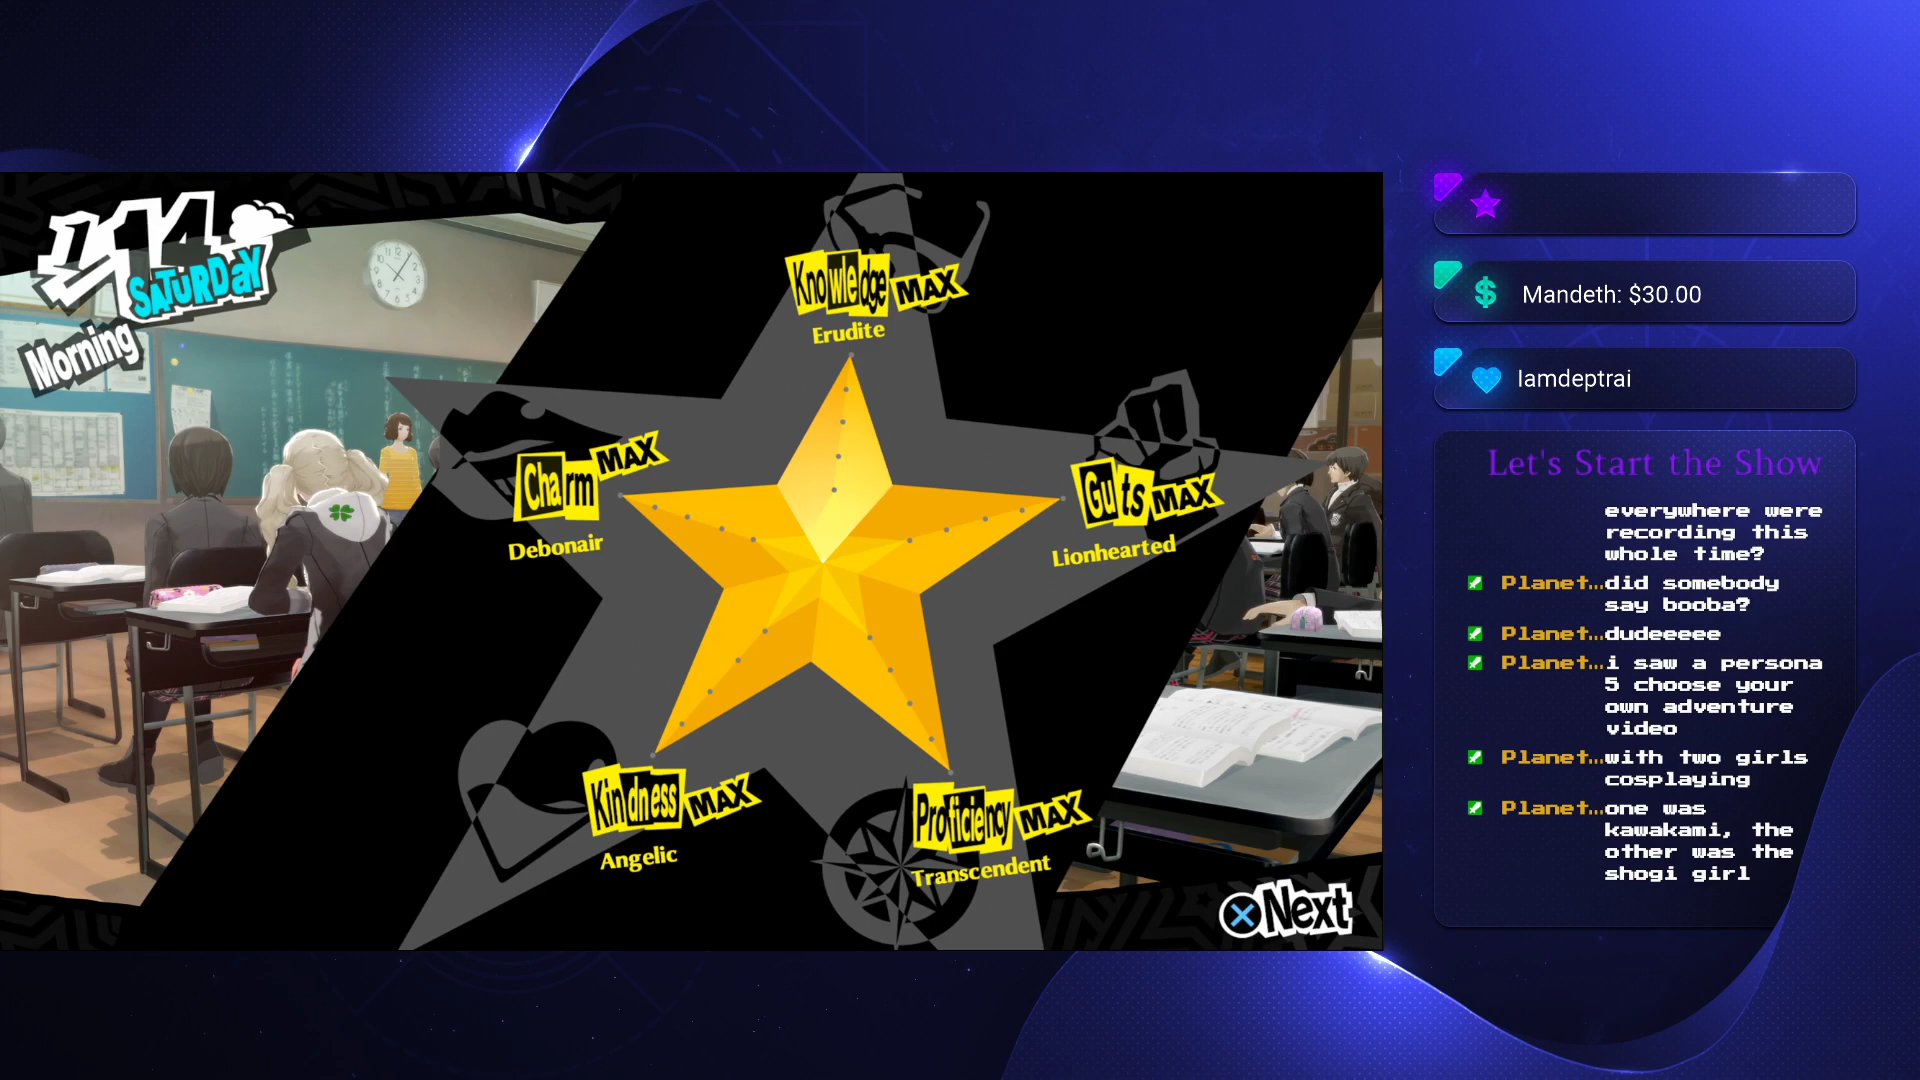 SATURDAY
Morning
Knowledge MAX
Erudite
Charm MAX
Debonair
Guts MAX
Lionhearted
Kindness MAX
Angelic
Proficiency MAX
Transcendent
Next
Mandeth: $30.00
Iamdeptrai
Let's Start the Show
everywhere were
recording this
whole time?
Planet...did somebody
say booba?
Planet...dudeeeee
Planet...i saw a persona
5 choose your
own adventure
video
Planet...with two girls
cosplaying
Planet...one was
kawakami, the
other was the
shogi girl